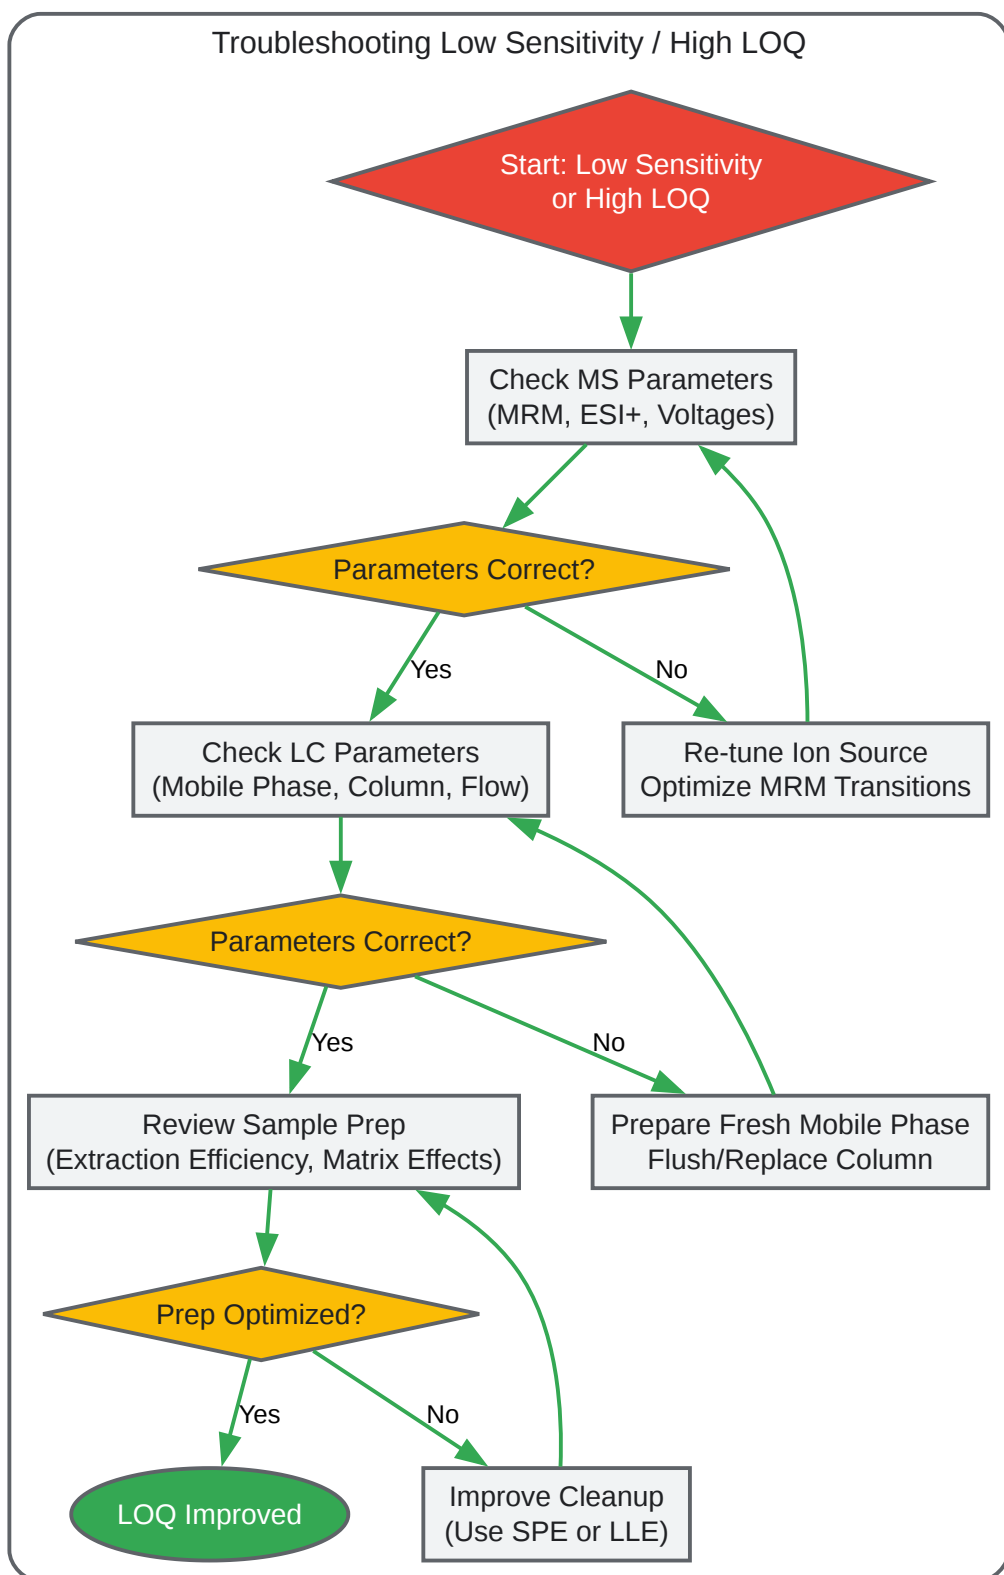 Troubleshooting Low Sensitivity / High LOQ
Start: Low Sensitivity
or High LOQ
Check MS Parameters
(MRM, ESI+, Voltages)
Parameters Correct?
Yes
No
Check LC Parameters
(Mobile Phase, Column, Flow)
Re-tune Ion Source
Optimize MRM Transitions
Parameters Correct?
Yes
No
Review Sample Prep
(Extraction Efficiency, Matrix Effects)
Prepare Fresh Mobile Phase
Flush/Replace Column
Prep Optimized?
Yes
No
LOQ Improved
Improve Cleanup
(Use SPE or LLE)